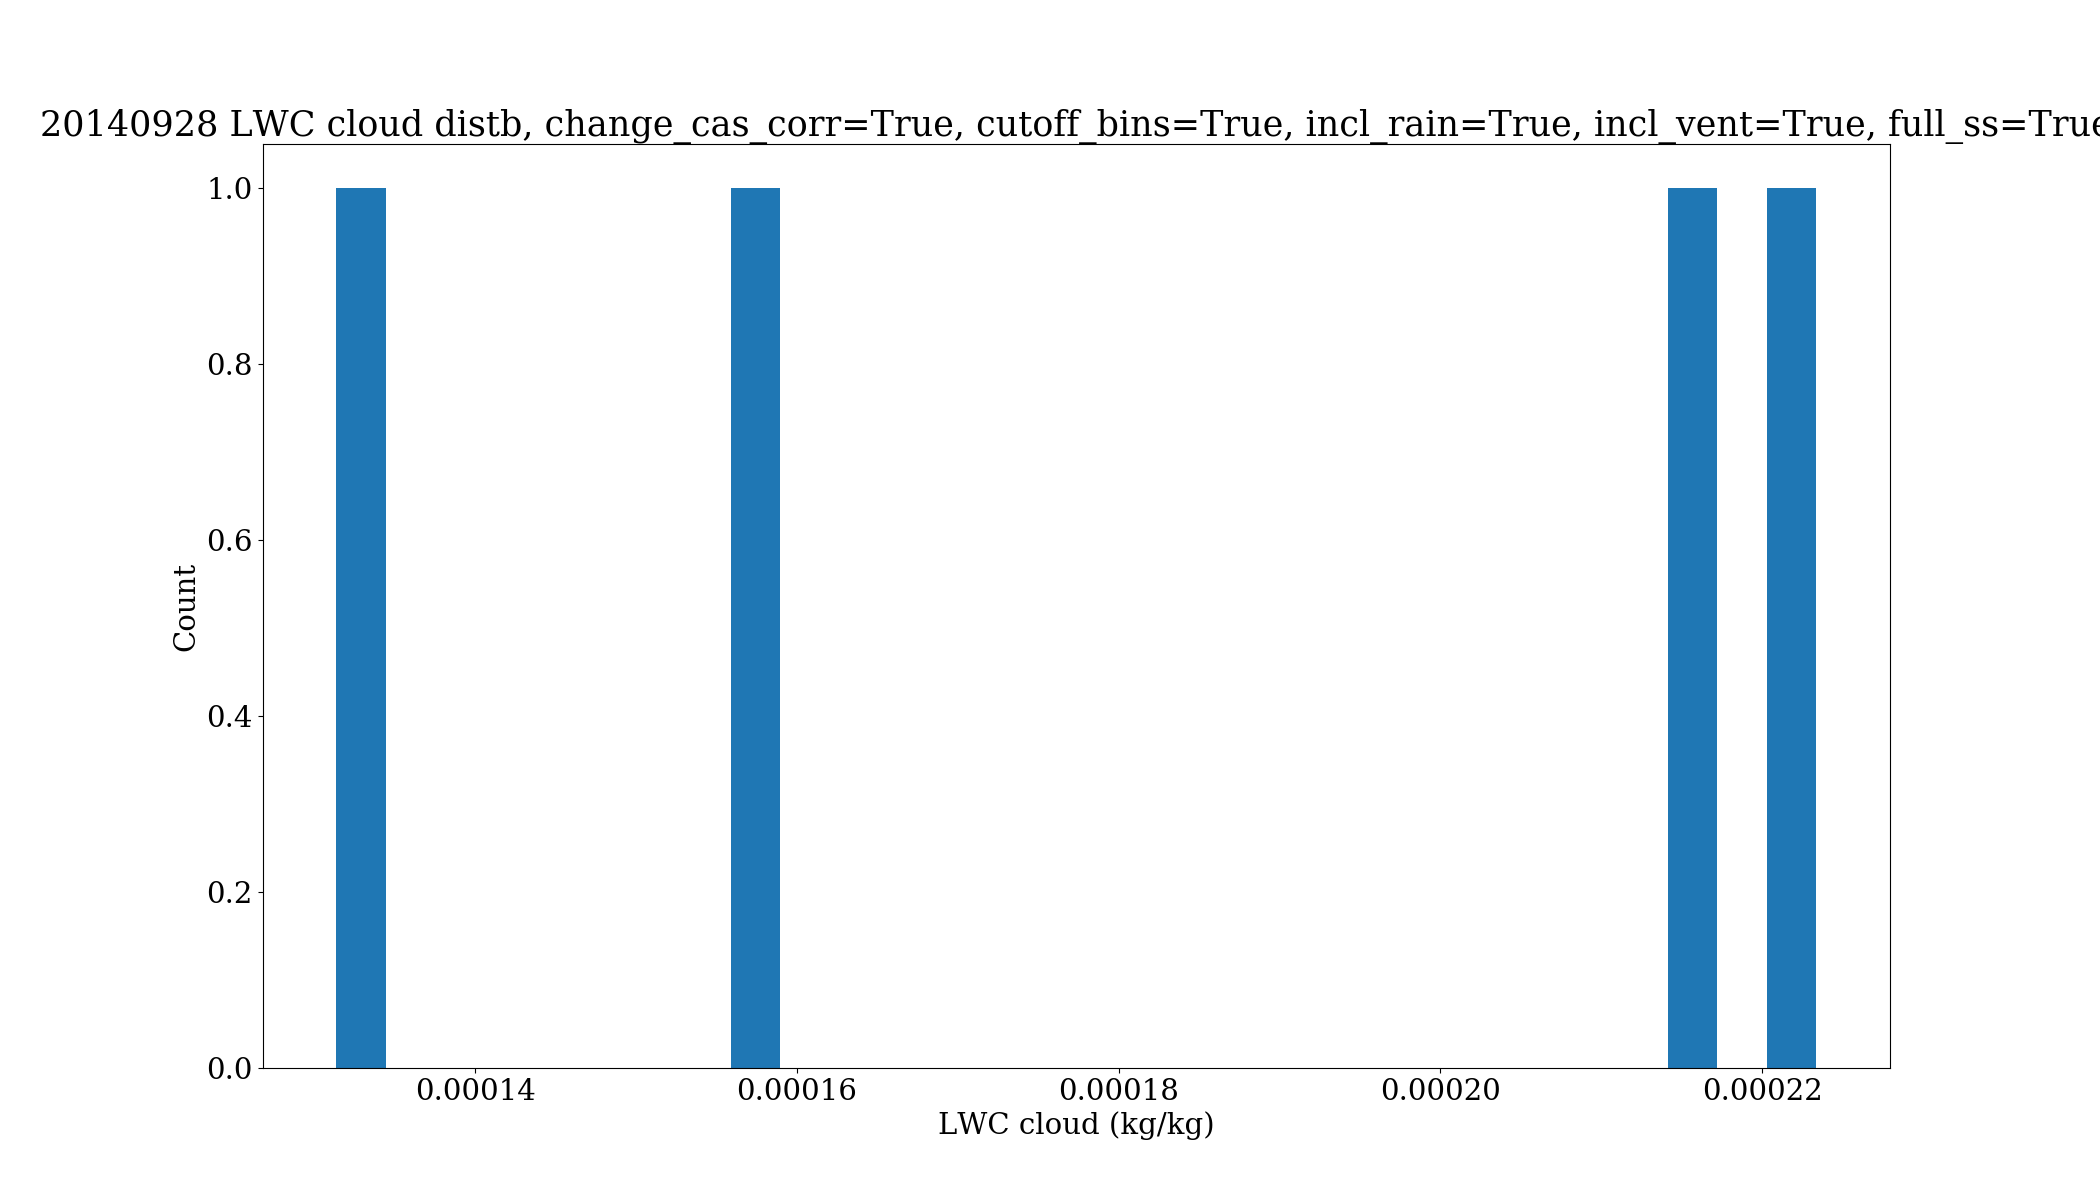 20140928 LWC cloud distb, change_cas_corr=True, cutoff_bins=True, incl_rain=True, incl_vent=True, full_ss=True
1.0
0.8
0.6
0.4
0.2
0.0
Count
0.00014 0.00016 0.00018 0.00020 0.00022
LWC cloud (kg/kg)